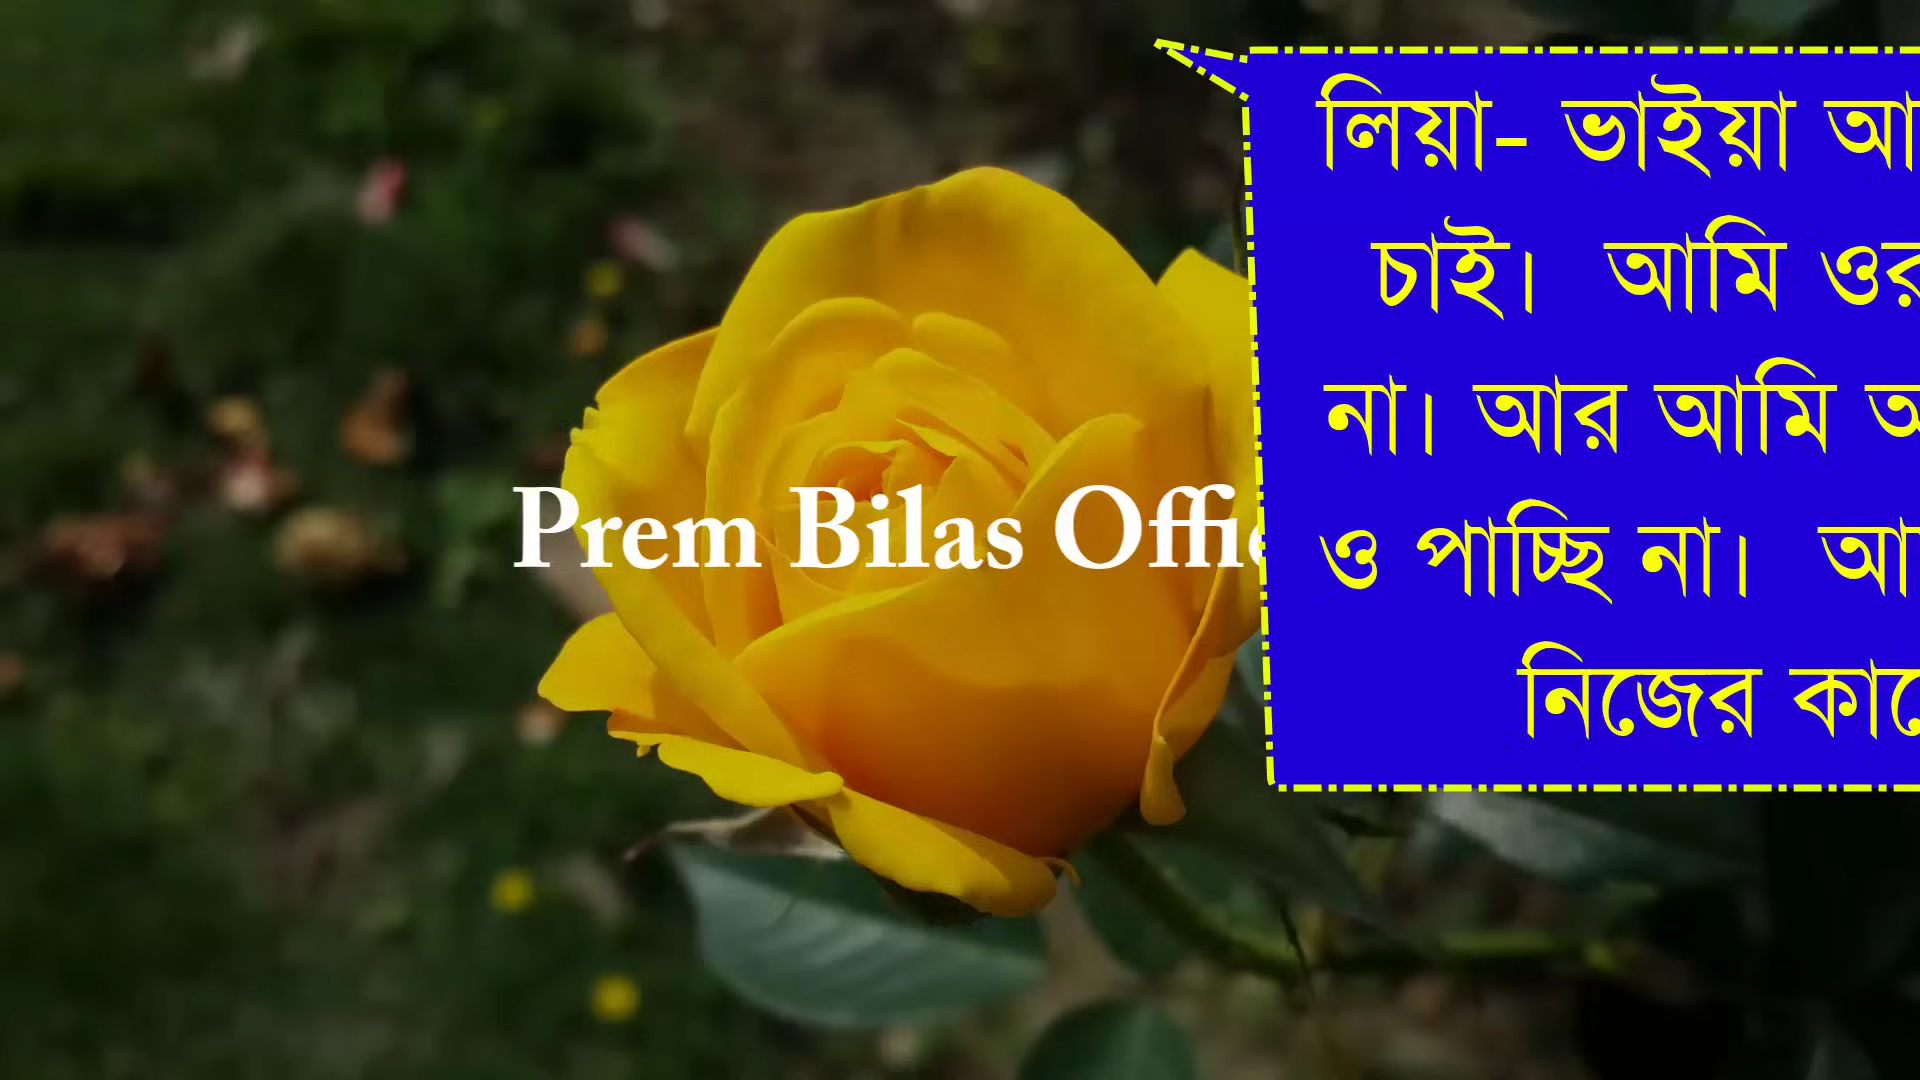 লিয়া- ভাইয়া আ
চাই। আমি ওর
না। আর আমি অ
ও পাচ্ছি না। আ
নিজের কা
Prem Bilas Offi